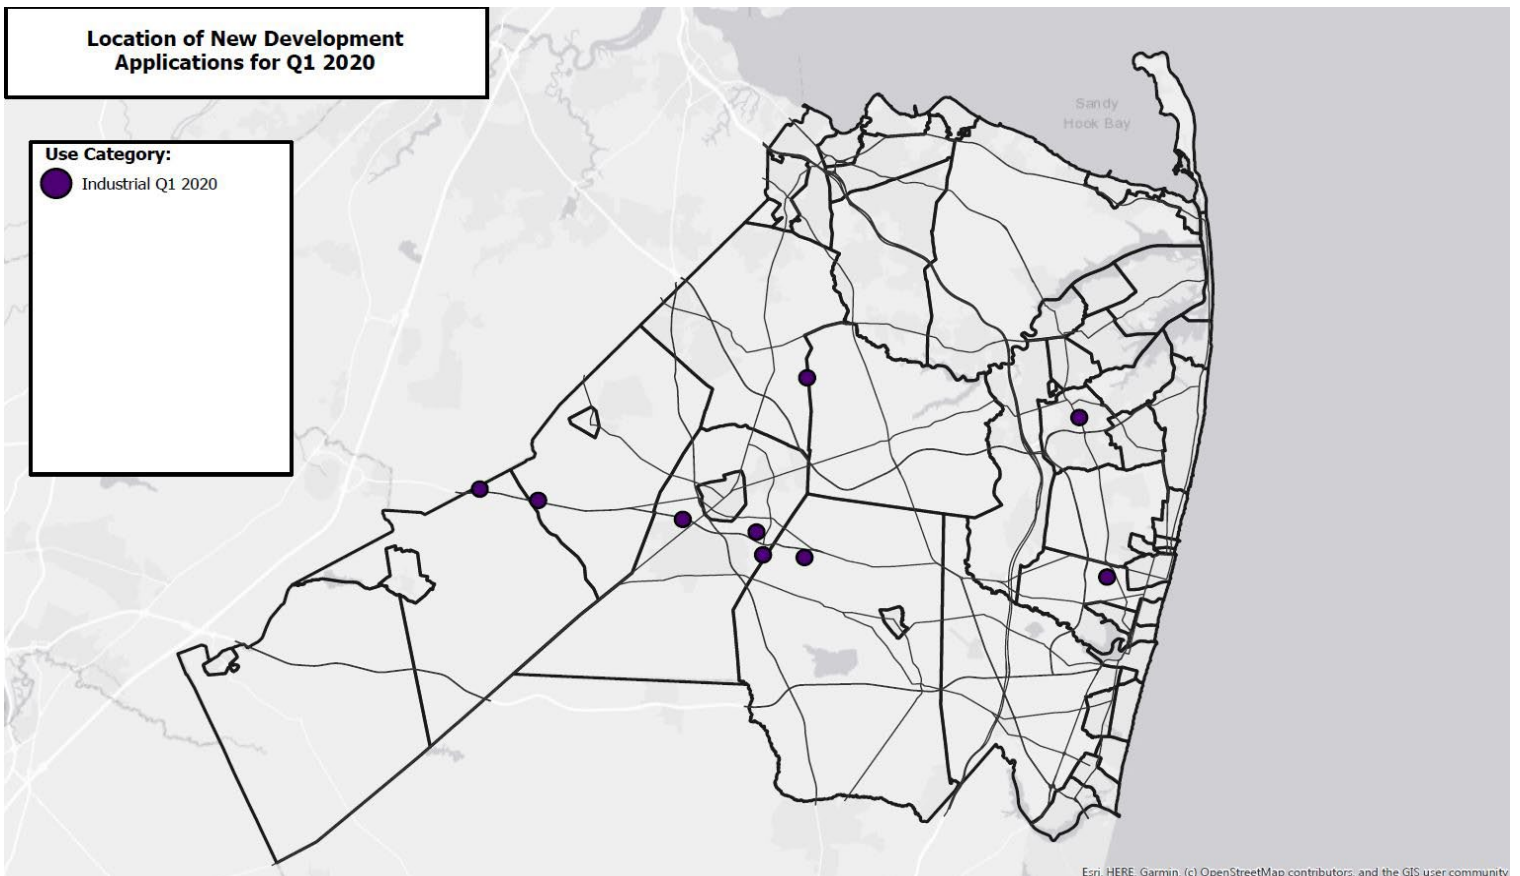 Location of New Development
Applications for Q1 2020
Use Category:
Industrial Q1 2020
Sandy
Hook Bay
Esri, HERE, Garmin, (c) OpenStreetMap contributors, and the GIS user community